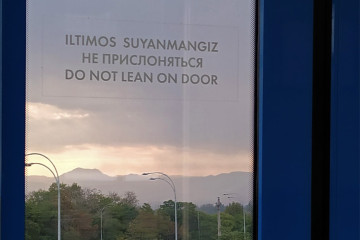 ILTIMOS SUYANMANGIZ
НЕ ПРИСЛОНЯТЬСЯ
DO NOT LEAN ON DOOR